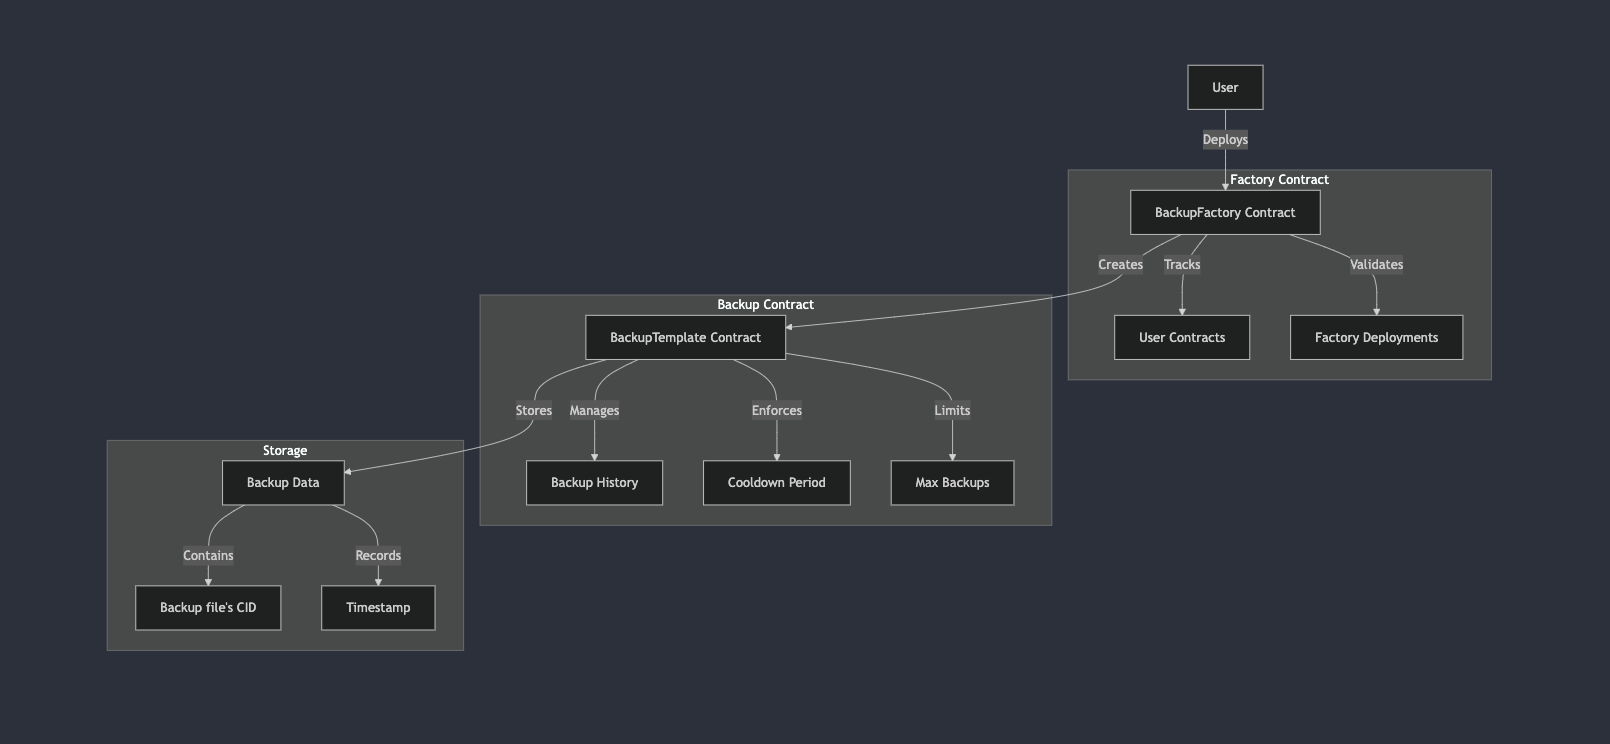 User
Deploys
Factory Contract
BackupFactory Contract
Creates
Tracks
Validates
User Contracts
Factory Deployments
Backup Contract
BackupTemplate Contract
Stores
Manages
Enforces
Limits
Backup History
Cooldown Period
Max Backups
Storage
Backup Data
Contains
Records
Backup file's CID
Timestamp